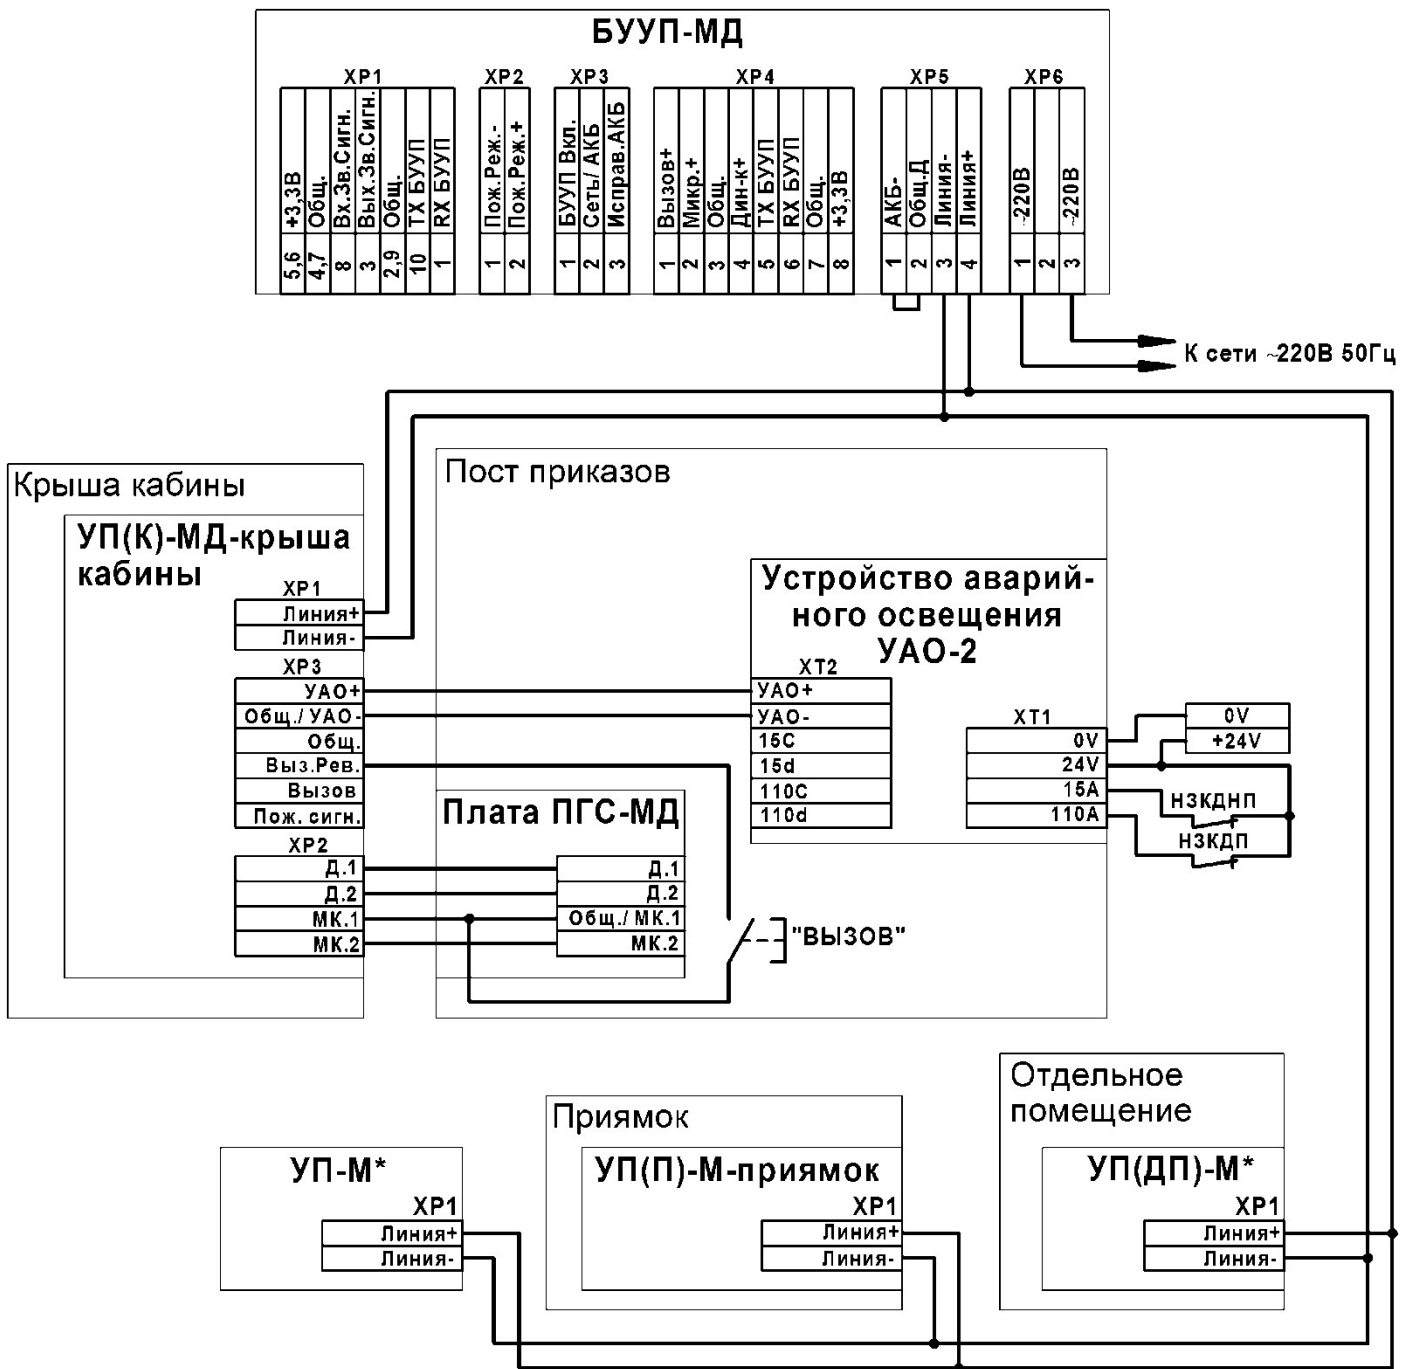 БУУП-МД
XP1
5,6 +3,3В
4,7 Общ.
8 Вх.Зв.Сигн.
3 Вых.Зв.Сигн.
2,9 Общ.
10 TX БУУП
1 RX БУУП
XP2
1 Пож.Реж.-
2 Пож.Реж.+
XP3
1 БУУП Вкл.
2 Сеть/ АКБ
3 Исправ.АКБ
XP4
1 Вызов+
2 Микр.+
3 Общ.
4 Дин-к+
5 TX БУУП
6 RX БУУП
7 Общ.
8 +3,3В
XP5
1 АКБ-
2 Общ.Д
3 Линия-
4 Линия+
XP6
1 ~220В
2
3 ~220В
К сети ~220В 50Гц
Крыша кабины
УП(К)-МД-крыша
кабины
XP1
Линия+
Линия-
XP3
УАО+
Общ./ УАО-
Общ.
Выз.Рев.
Вызов
Пож. сигн.
XP2
Д.1
Д.2
МК.1
МК.2
Пост приказов
Устройство аварий-
ного освещения
УАО-2
XT2
УАО+
УАО-
15C
15d
110C
110d
XT1
0V
24V
15A
110A
0V
+24V
НЗКДНП
НЗКДП
Плата ПГС-МД
Д.1
Д.2
Общ./ МК.1
МК.2
"ВЫЗОВ"
УП-М*
XP1
Линия+
Линия-
Приямок
УП(П)-М-приямок
XP1
Линия+
Линия-
Отдельное
помещение
УП(ДП)-М*
XP1
Линия+
Линия-